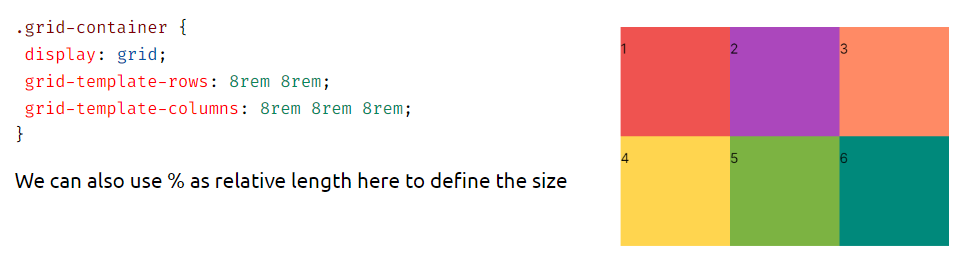 .grid-container {
display: grid;
grid-template-rows: 8rem 8rem;
grid-template-columns: 8rem 8rem 8rem;
}
We can also use % as relative length here to define the size
1 2 3
4 5 6